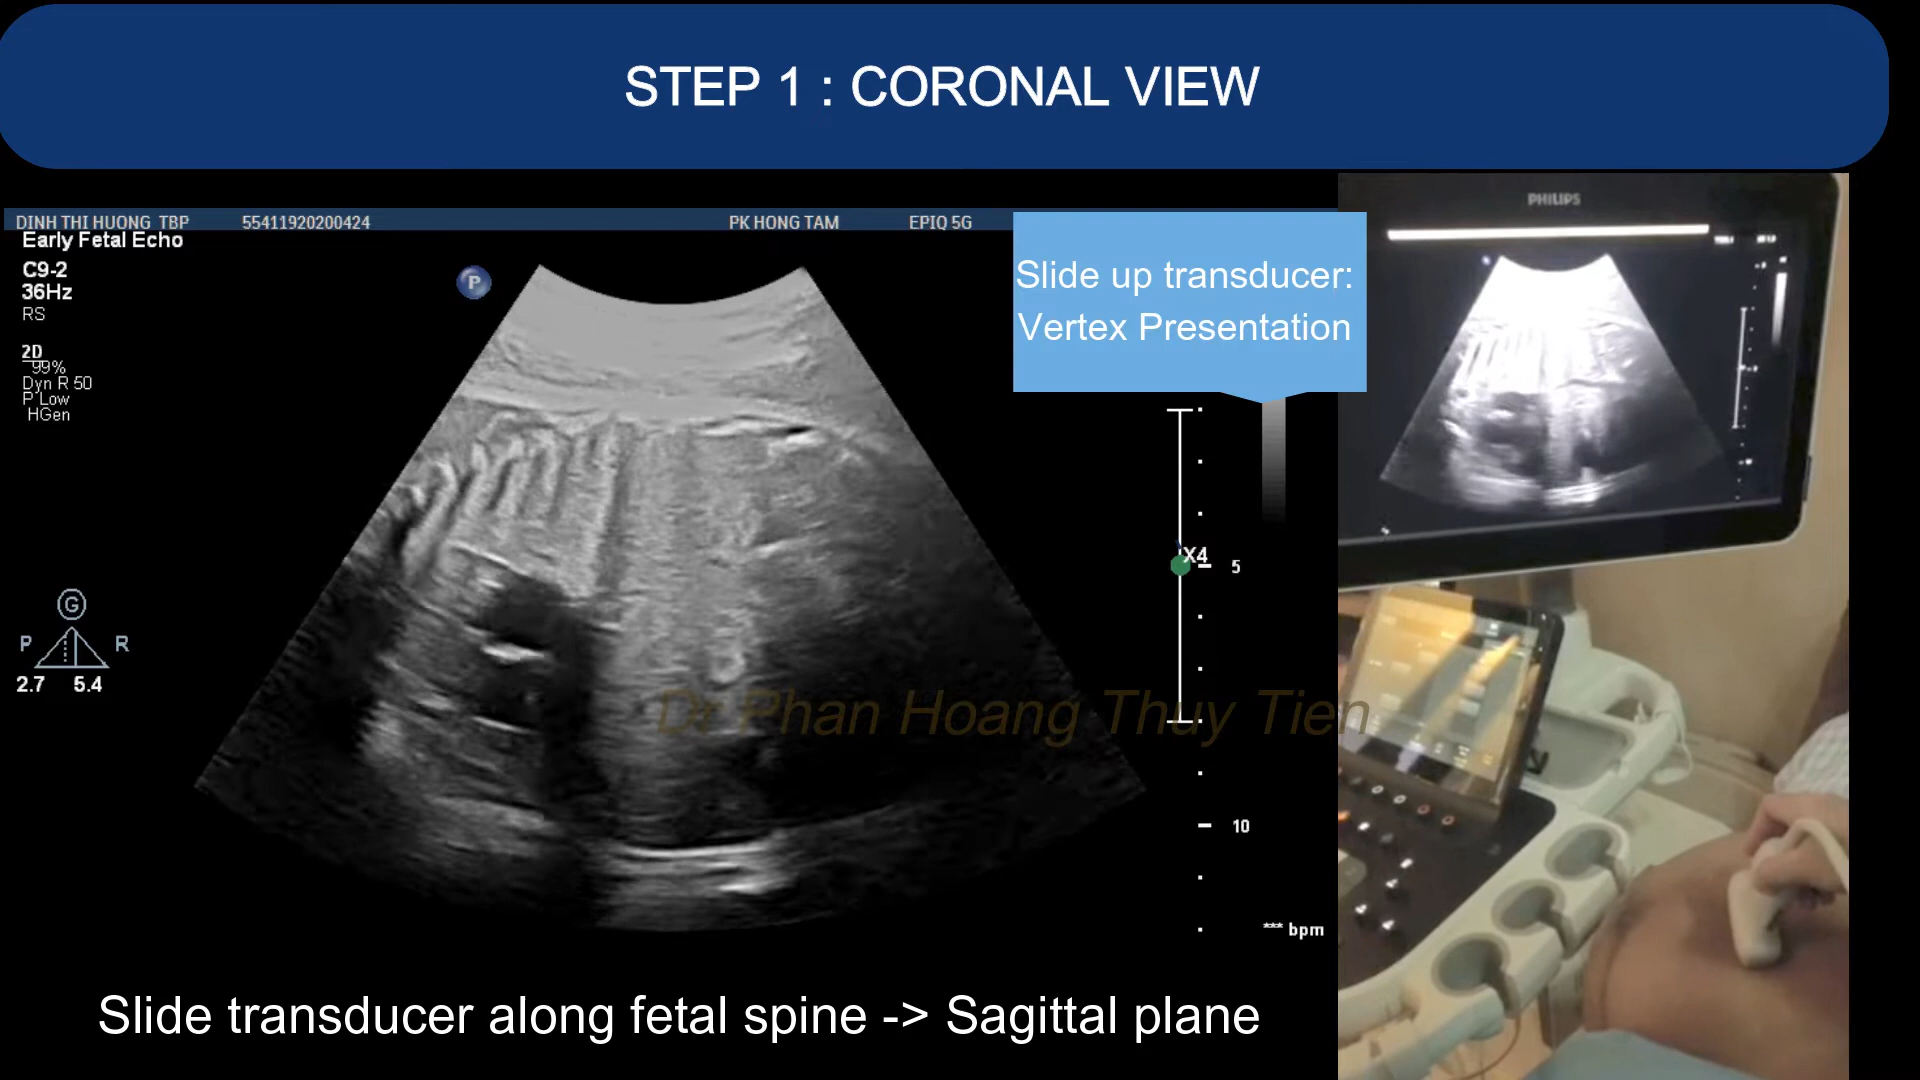 STEP 1 : CORONAL VIEW
DINH THI HUONG TBP 55411920200424 PK HONG TAM EPIQ 5G
Early Fetal Echo
C9-2
36Hz
RS
2D
99%
Dyn R 50
P Low
HGen
P
Slide up transducer:
Vertex Presentation
PHILIPS
X4
5
G
P R
2.7 5.4
Dr Phan Hoang Thuy Tien
10
*** bpm
Slide transducer along fetal spine -> Sagittal plane